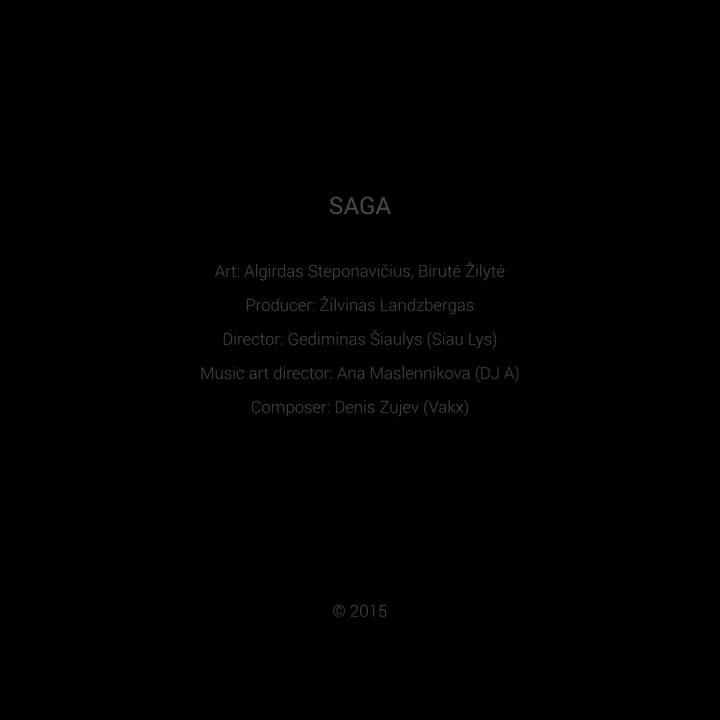 SAGA
Art: Algirdas Steponavičius, Birutė Žilytė
Producer: Žilvinas Landzbergas
Director: Gediminas Šiaulys (Siau Lys)
Music art director: Ana Maslennikova (DJ A)
Composer: Denis Zujev (Vakx)
© 2015